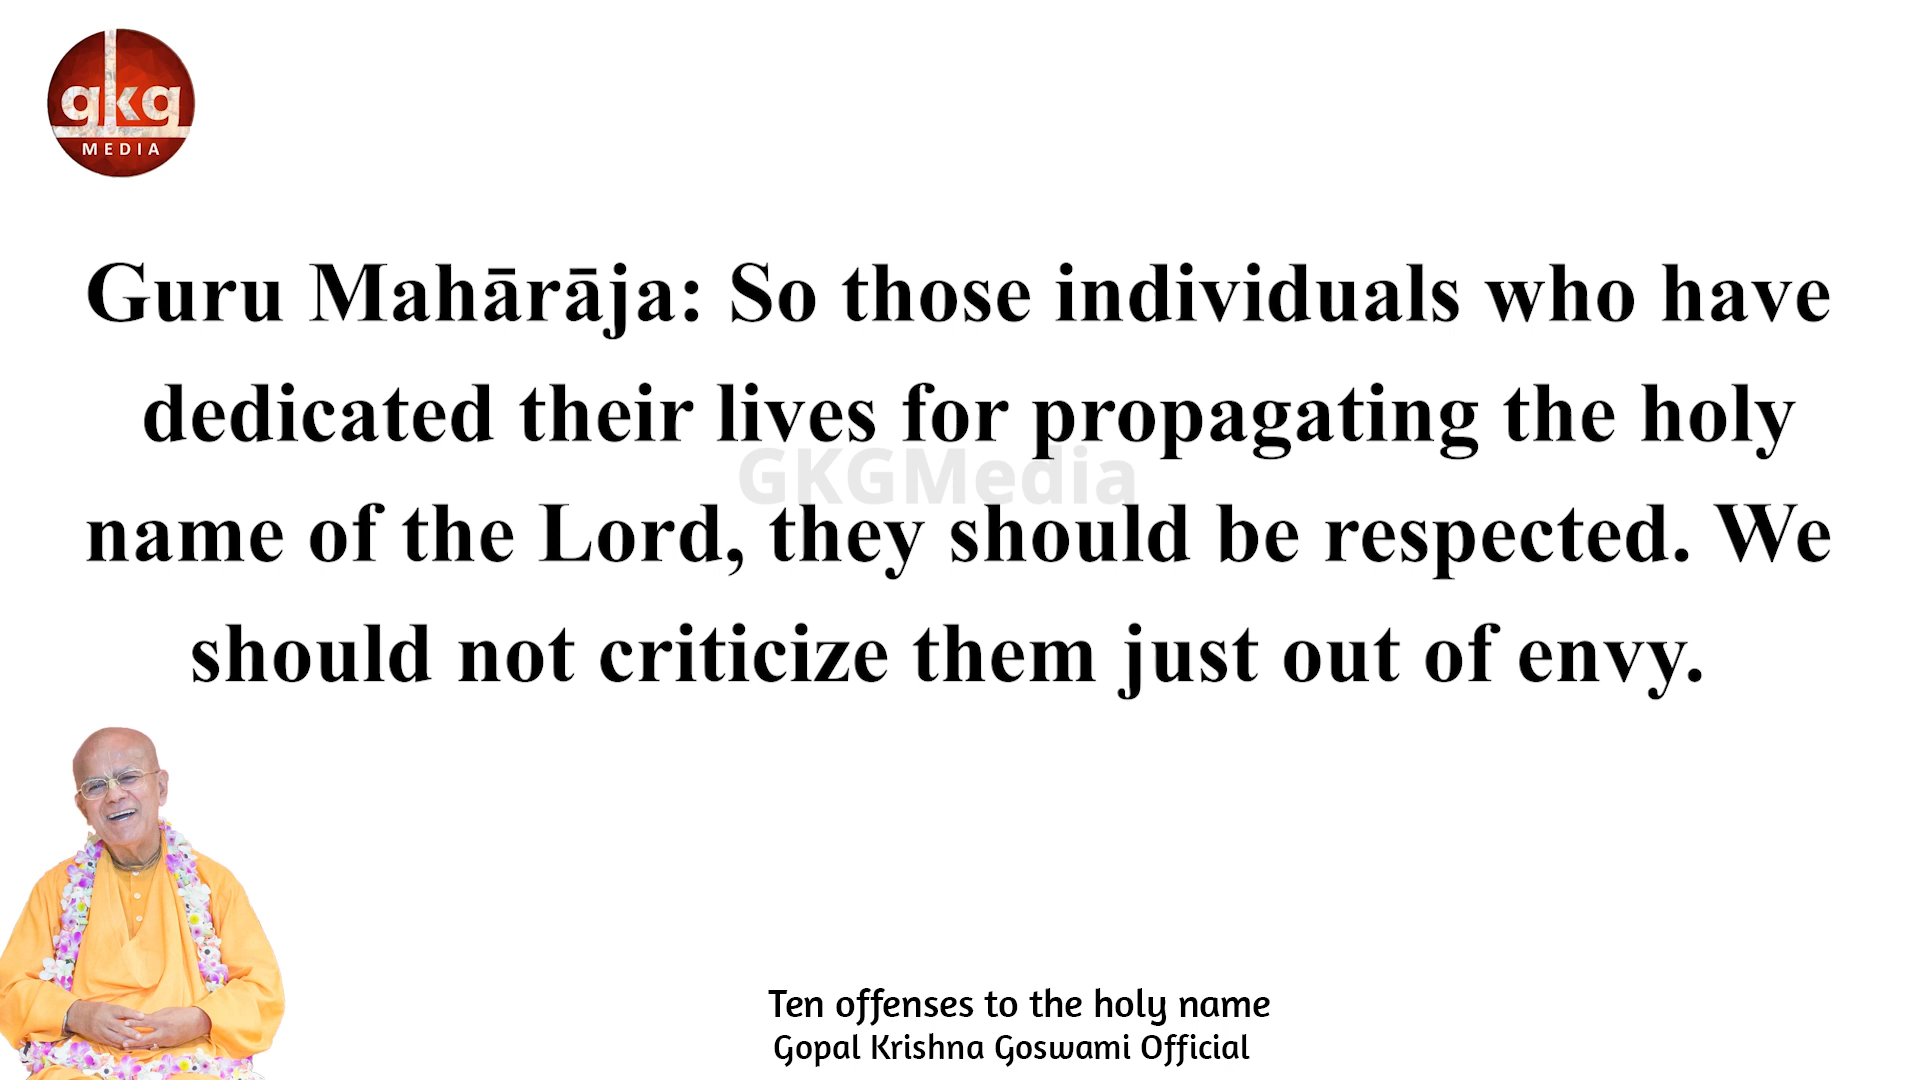 gkg
MEDIA
Guru Mahārāja: So those individuals who have
dedicated their lives for propagating the holy
GKGMedia
name of the Lord, they should be respected. We
should not criticize them just out of envy.
Ten offenses to the holy name
Gopal Krishna Goswami Official